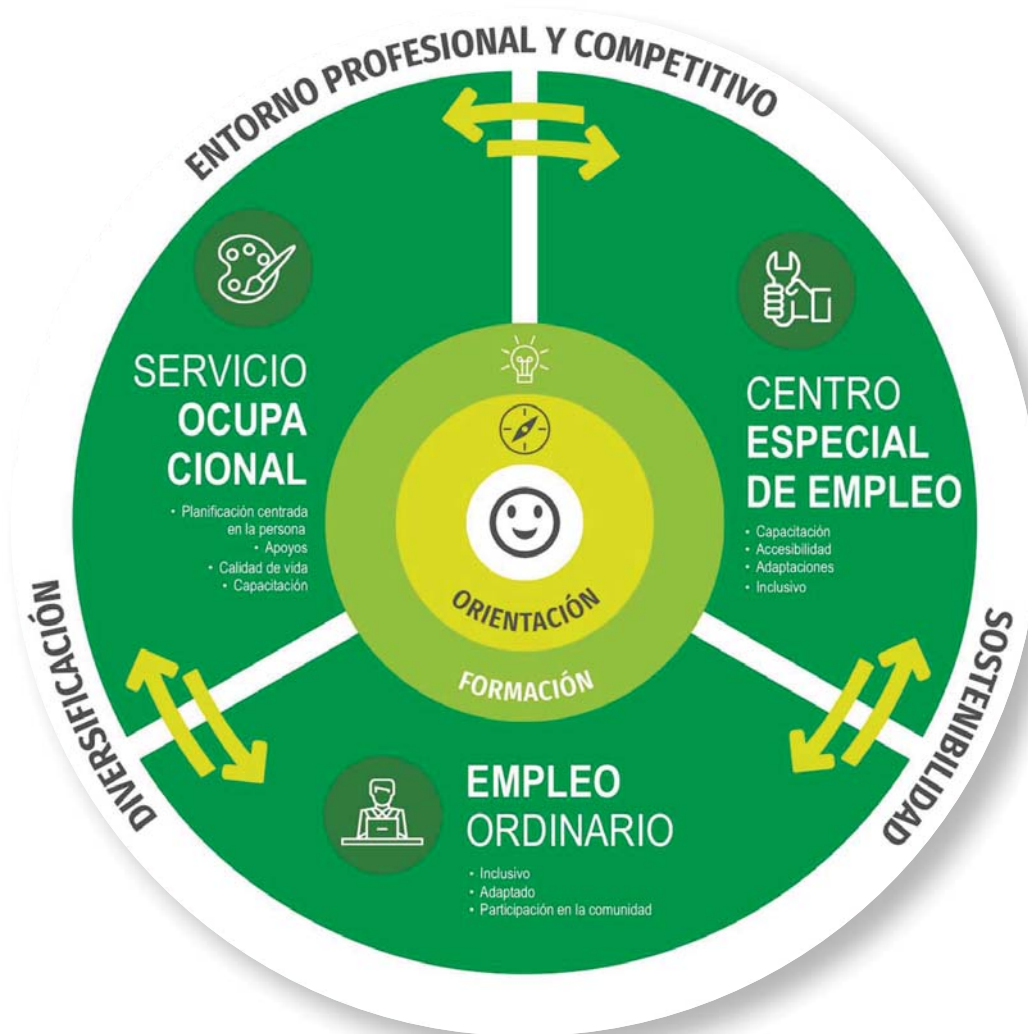 ENTORNO PROFESIONAL Y COMPETITIVO
SERVICIO
OCUPA
CIONAL
• Planificación centrada
en la persona
• Apoyos
• Calidad de vida
• Capacitación
CENTRO
ESPECIAL
DE EMPLEO
• Capacitación
• Accesibilidad
• Adaptaciones
• Inclusivo
ORIENTACIÓN
FORMACIÓN
DIVERSIFICACIÓN
SOSTENIBILIDAD
EMPLEO
ORDINARIO
• Inclusivo
• Adaptado
• Participación en la comunidad